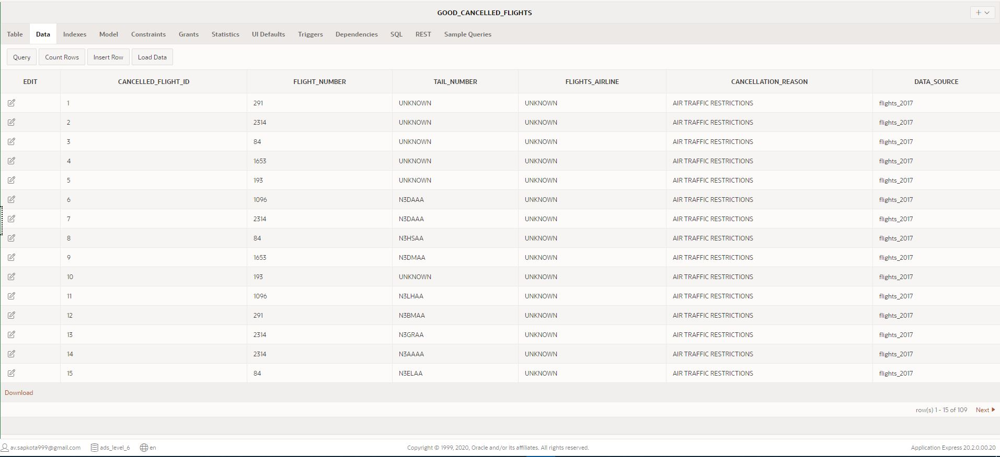 GOOD_CANCELLED_FLIGHTS
Table Data Indexes Model Constraints Grants Statistics UI Defaults Triggers Dependencies SQL REST Sample Queries
Query Count Rows Insert Row Load Data
EDIT CANCELLED_FLIGHT_ID FLIGHT_NUMBER TAIL_NUMBER FLIGHTS_AIRLINE CANCELLATION_REASON DATA_SOURCE
1 291 UNKNOWN UNKNOWN AIR TRAFFIC RESTRICTIONS flights_2017
2 2314 UNKNOWN UNKNOWN AIR TRAFFIC RESTRICTIONS flights_2017
3 84 UNKNOWN UNKNOWN AIR TRAFFIC RESTRICTIONS flights_2017
4 1653 UNKNOWN UNKNOWN AIR TRAFFIC RESTRICTIONS flights_2017
5 193 UNKNOWN UNKNOWN AIR TRAFFIC RESTRICTIONS flights_2017
6 1096 N3DAAA UNKNOWN AIR TRAFFIC RESTRICTIONS flights_2017
7 2314 N3DAAA UNKNOWN AIR TRAFFIC RESTRICTIONS flights_2017
8 84 N3HSAA UNKNOWN AIR TRAFFIC RESTRICTIONS flights_2017
9 1653 N3DMAA UNKNOWN AIR TRAFFIC RESTRICTIONS flights_2017
10 193 UNKNOWN UNKNOWN AIR TRAFFIC RESTRICTIONS flights_2017
11 1096 N3LHAA UNKNOWN AIR TRAFFIC RESTRICTIONS flights_2017
12 291 N3BMAA UNKNOWN AIR TRAFFIC RESTRICTIONS flights_2017
13 2314 N3GRAA UNKNOWN AIR TRAFFIC RESTRICTIONS flights_2017
14 2314 N3AAAA UNKNOWN AIR TRAFFIC RESTRICTIONS flights_2017
15 84 N3ELAA UNKNOWN AIR TRAFFIC RESTRICTIONS flights_2017
Download
row(s) 1 - 15 of 109 Next
av.sapkota999@gmail.com ads_level_6 en Copyright © 1999, 2020, Oracle and/or its affiliates. All rights reserved. Application Express 20.2.0.00.20